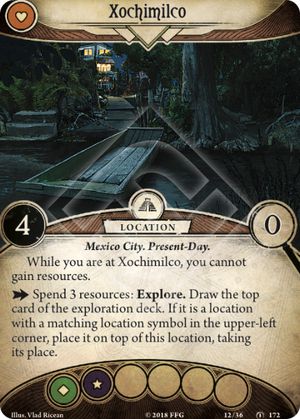 Xochimilco
4
LOCATION
0
Mexico City. Present-Day.
While you are at Xochimilco, you cannot
gain resources.
Spend 3 resources: Explore. Draw the top
card of the exploration deck. If it is a location
with a matching location symbol in the upper-left
corner, place it on top of this location, taking
its place.
Illus. Vlad Ricean
© 2018 FFG
12/36
172